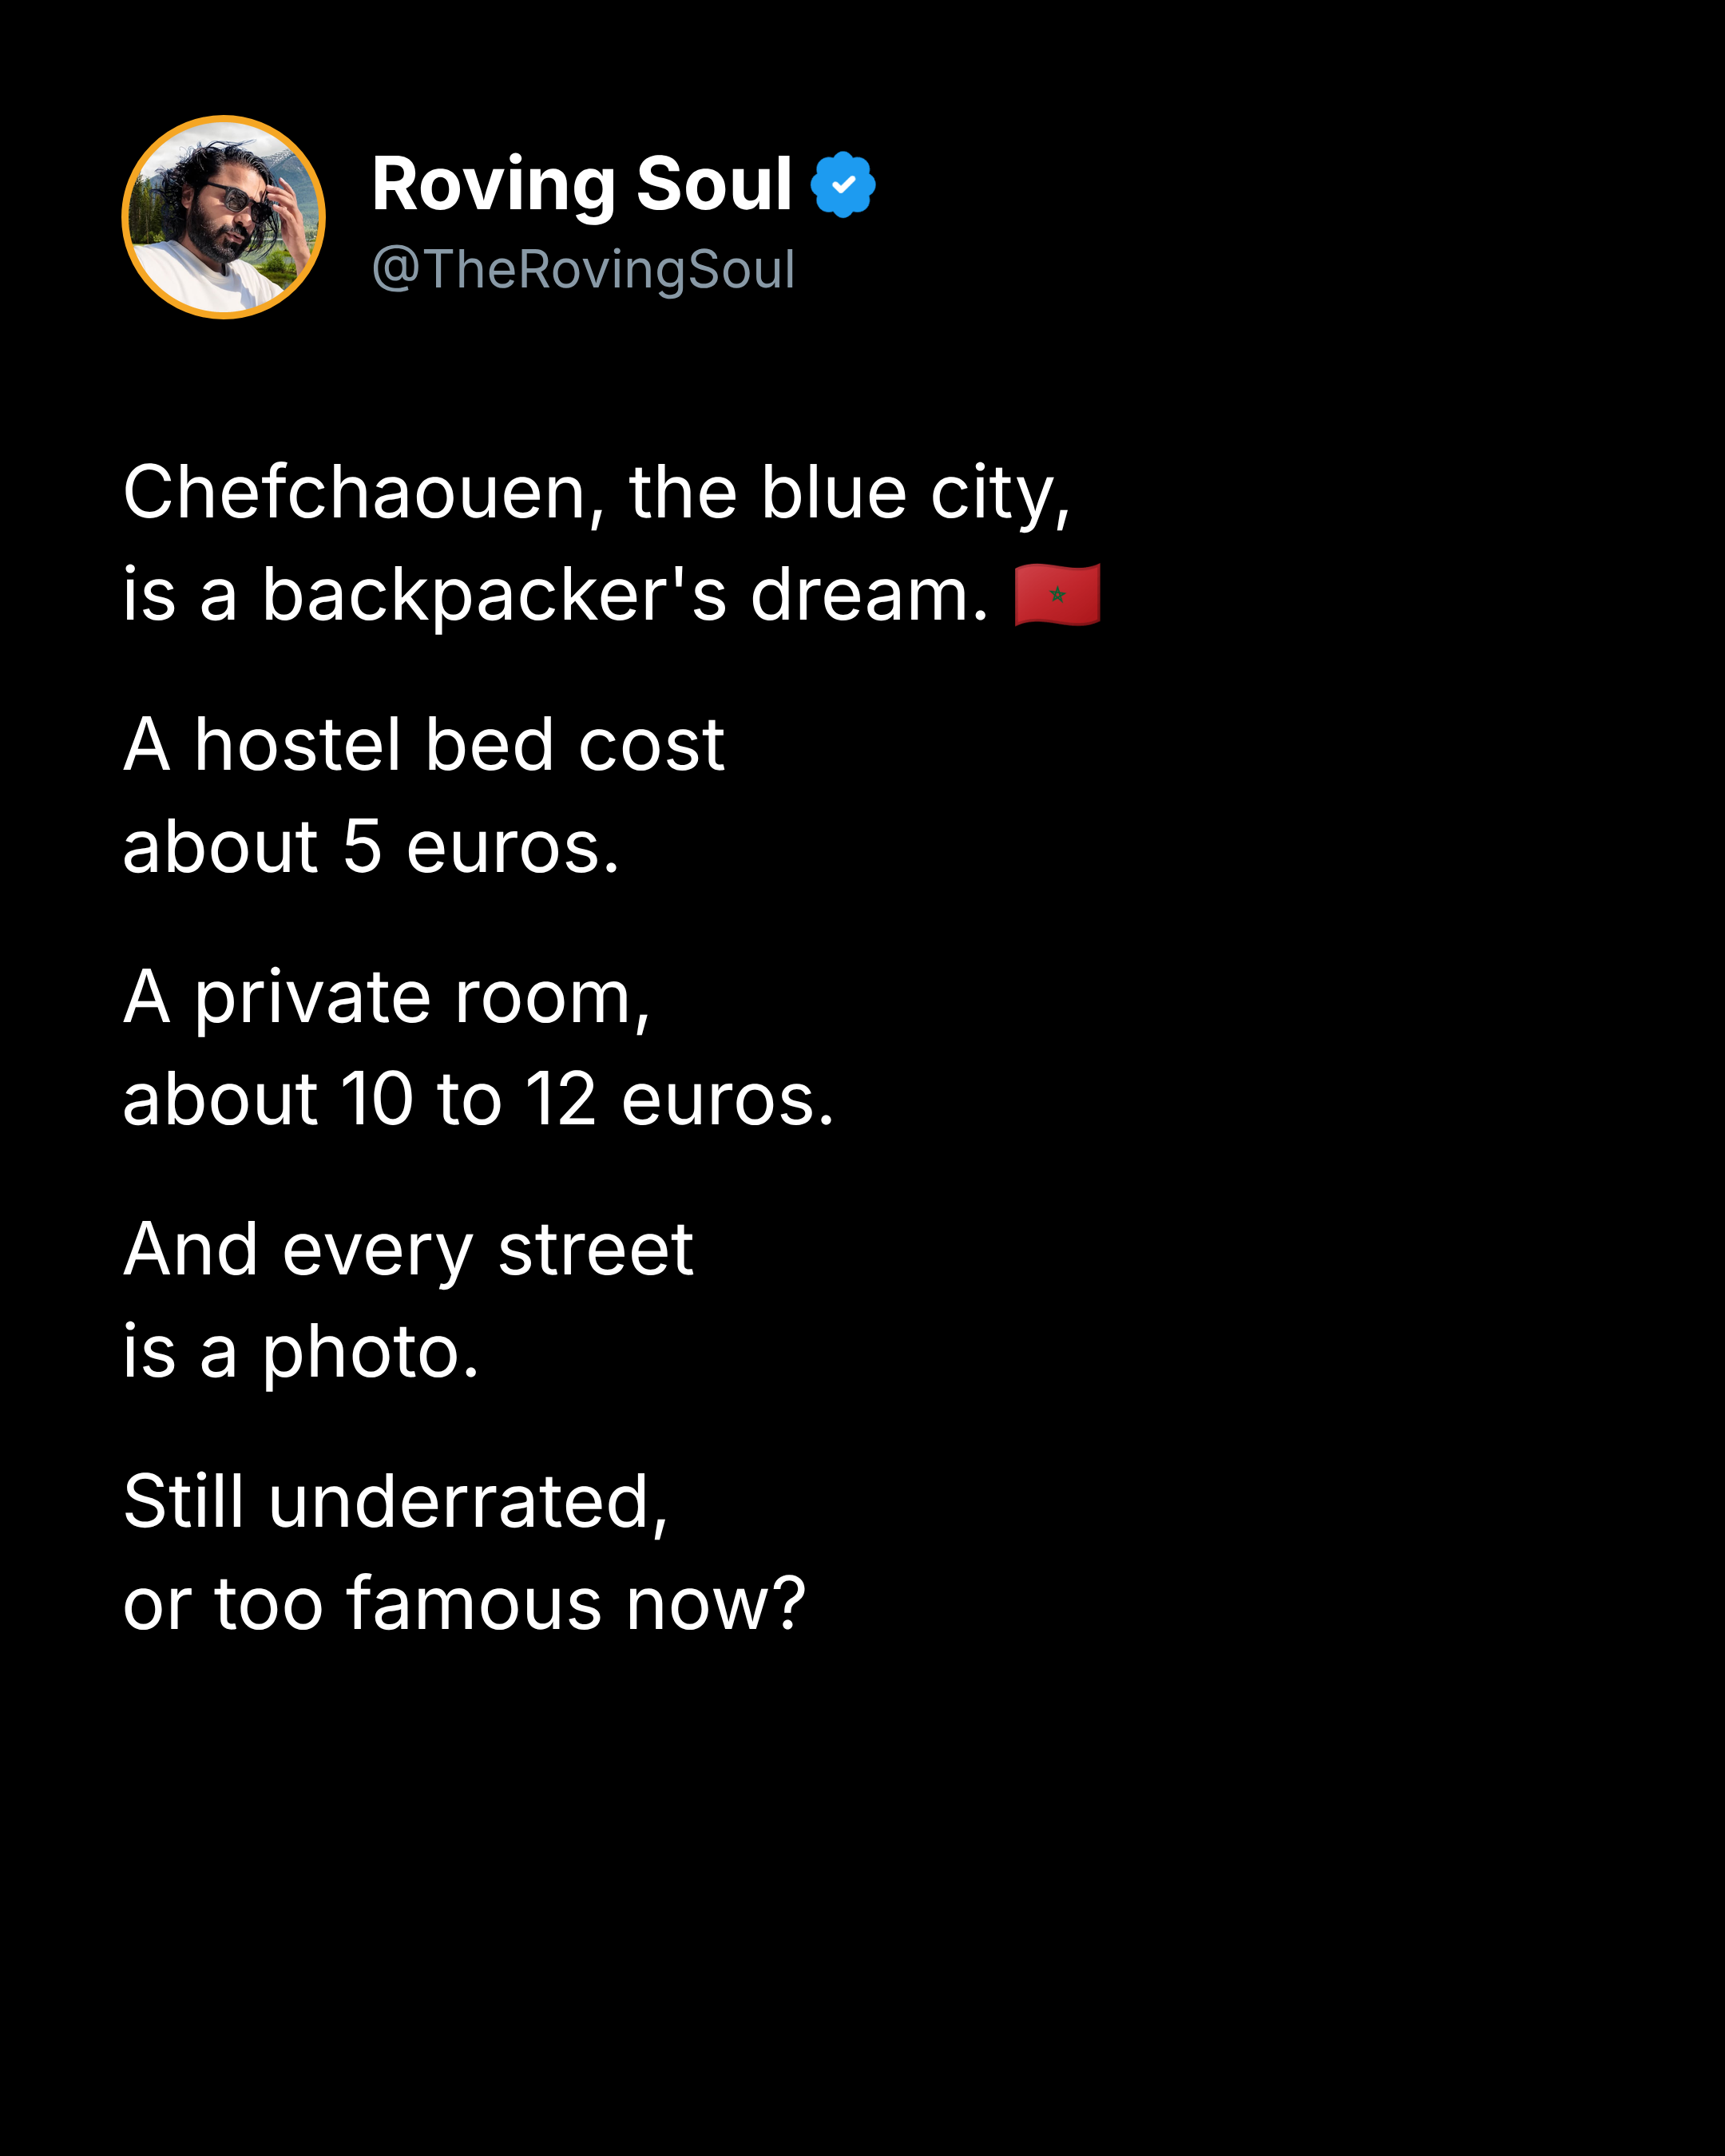 Roving Soul
@TheRovingSoul
Chefchaouen, the blue city,
is a backpacker's dream. 🇲🇦
A hostel bed cost
about 5 euros.
A private room,
about 10 to 12 euros.
And every street
is a photo.
Still underrated,
or too famous now?